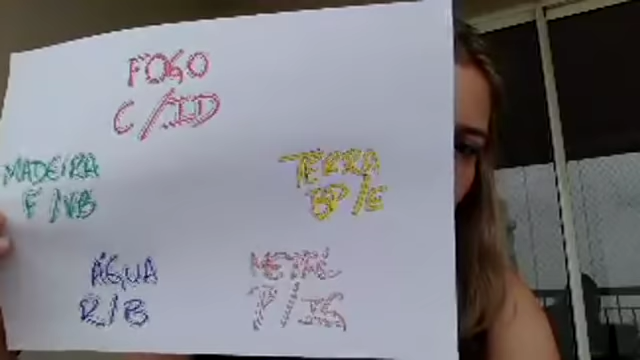 FOGO
C/ID
MADEIRA
F/VB
TERRA
BP/E
ÁGUA
R/B
METAL
P/IG